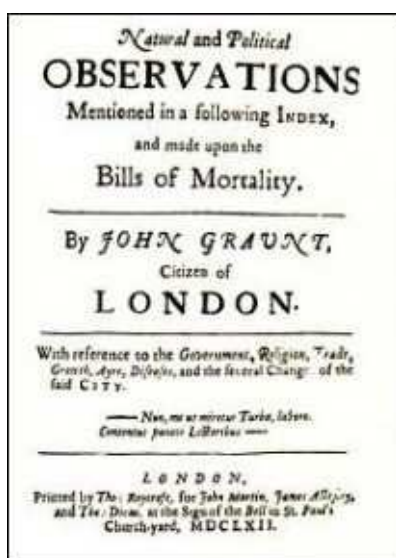 Natural and Political
OBSERVATIONS
Mentioned in a following INDEX,
and made upon the
Bills of Mortality.
By JOHN GRAUNT,
Citizen of
LONDON.
With reference to the Government, Religion, Trade,
Growth, Ayre, Diseases, and the several Changes of the
said CITY.
—— Non, me ut miretur Turba, laboro.
Contentus paucis Lectoribus ——
LONDON,
Printed by Tho: Roycroft, for John Martin, James Allestry,
and Tho: Dicas, at the Sign of the Bell in St. Paul's
Church-yard, MDCLXII.